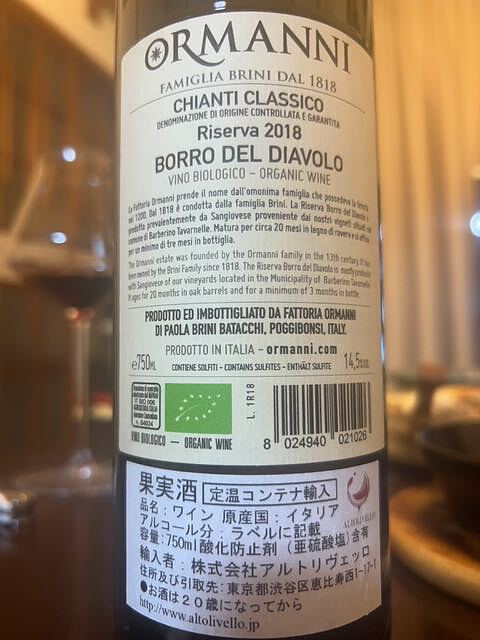 ORMANNI
FAMIGLIA BRINI DAL 1818
CHIANTI CLASSICO
DENOMINAZIONE DI ORIGINE CONTROLLATA E GARANTITA
Riserva 2018
BORRO DEL DIAVOLO
VINO BIOLOGICO – ORGANIC WINE
La Fattoria Ormanni prende il nome dall'omonima famiglia che possedeva la fattoria
nel 1200. Dal 1818 è condotta dalla famiglia Brini. La Riserva Borro del Diavolo è
prodotta prevalentemente da Sangiovese proveniente dai nostri vigneti situati nel
comune di Barberino Tavarnelle. Matura per circa 20 mesi in legno di rovere e si affina
per un minimo di tre mesi in bottiglia.
The Ormanni estate was founded by the Ormanni family in the 13th century
been owned by the Brini Family since 1818. The Riserva Borro del Diavolo is mostly produced
with Sangiovese of our vineyards located in the Municipality of Barberino Tavarnelle.
It ages for 20 months in oak barrels and for a minimum of 3 months in bottle.
PRODOTTO ED IMBOTTIGLIATO DA FATTORIA ORMANNI
DI PAOLA BRINI BATACCHI, POGGIBONSI, ITALY.
PRODOTTO IN ITALIA – ormanni.com
℮750ML
CONTIENE SOLFITI – CONTAINS SULFITES – ENTHÄLT SULFITE
14,5%VOL
L. 1R18
VINO BIOLOGICO — ORGANIC WINE
8 024940 021026
果実酒 定温コンテナ輸入
品名：ワイン 原産国：イタリア
アルコール分：ラベルに記載
容量：750ml 酸化防止剤（亜硫酸塩）含有
輸入者：株式会社アルトリヴェッロ
住所及び引取先：東京都渋谷区恵比寿西1-17-1
●お酒は20歳になってから
http://www.altolivello.jp/
ALTOLIVELLO